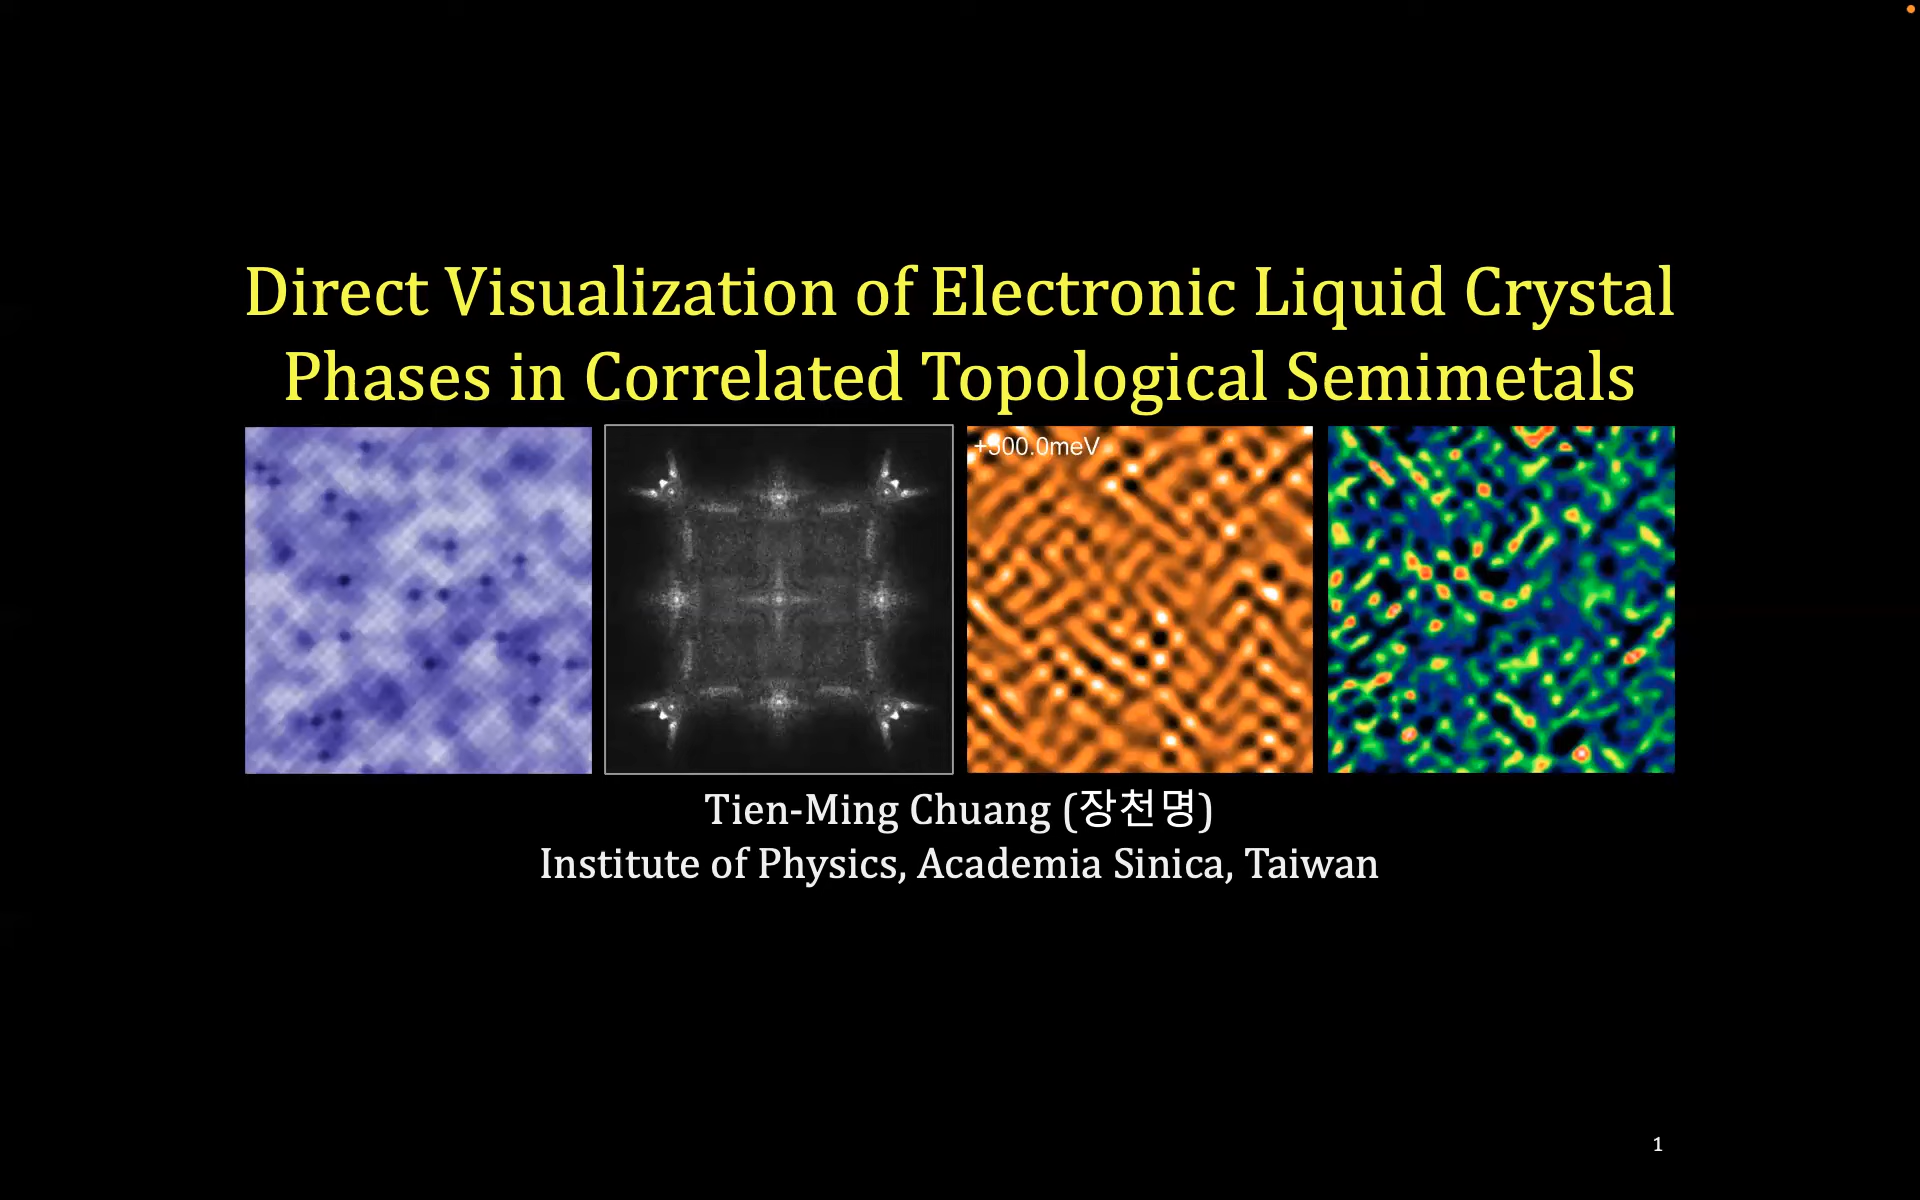 Direct Visualization of Electronic Liquid Crystal
Phases in Correlated Topological Semimetals
+300.0meV
Tien-Ming Chuang (장천명)
Institute of Physics, Academia Sinica, Taiwan
1